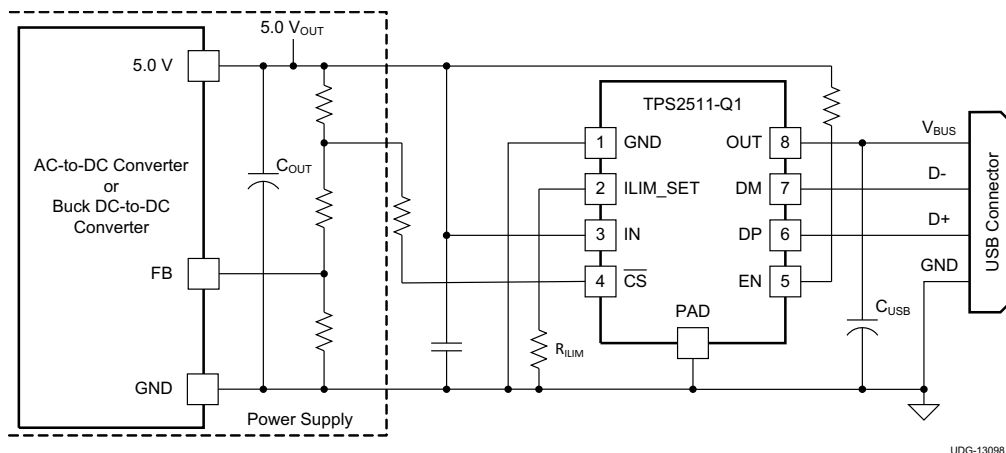 5.0 VOUT
5.0 V
AC-to-DC Converter
or
Buck DC-to-DC
Converter
FB
GND
COUT
Power Supply
TPS2511-Q1
1 GND
2 ILIM_SET
3 IN
4 CS
OUT 8
DM 7
DP 6
EN 5
PAD
RILIM
VBUS
D-
D+
GND
CUSB
USB Connector
UDG-13098